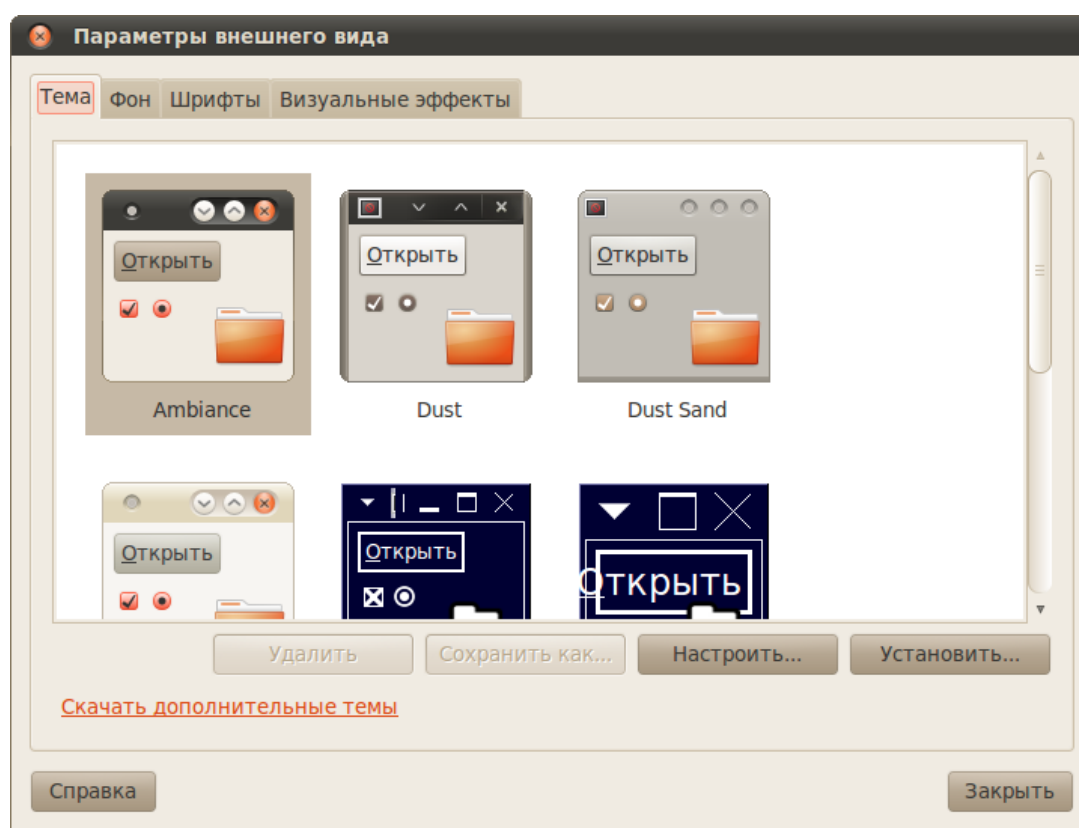 Параметры внешнего вида
Тема Фон Шрифты Визуальные эффекты
Открыть Открыть Открыть
Ambiance Dust Dust Sand
Открыть Открыть Открыть
Удалить Сохранить как... Настроить... Установить...
Скачать дополнительные темы
Справка Закрыть